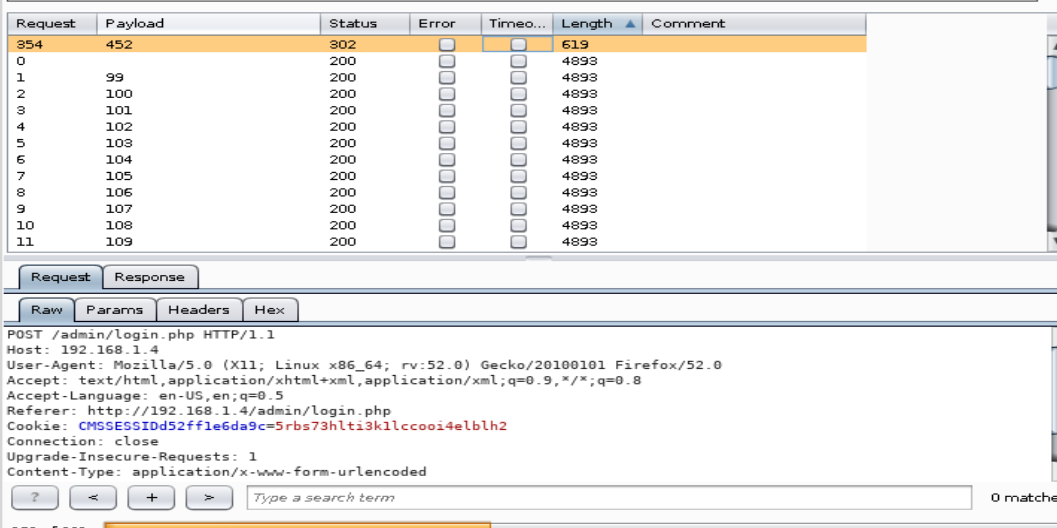 Request Payload Status Error Timeo... Length Comment
354 452 302 619
0 200 4893
1 99 200 4893
2 100 200 4893
3 101 200 4893
4 102 200 4893
5 103 200 4893
6 104 200 4893
7 105 200 4893
8 106 200 4893
9 107 200 4893
10 108 200 4893
11 109 200 4893
Request Response
Raw Params Headers Hex
POST /admin/login.php HTTP/1.1
Host: 192.168.1.4
User-Agent: Mozilla/5.0 (X11; Linux x86_64; rv:52.0) Gecko/20100101 Firefox/52.0
Accept: text/html,application/xhtml+xml,application/xml;q=0.9,*/*;q=0.8
Accept-Language: en-US,en;q=0.5
Referer: http://192.168.1.4/admin/login.php
Cookie: CMSSESSIDd52ff1e6da9c=5rbs73hlti3k1lccooi4elblh2
Connection: close
Upgrade-Insecure-Requests: 1
Content-Type: application/x-www-form-urlencoded
? < + > Type a search term 0 matche